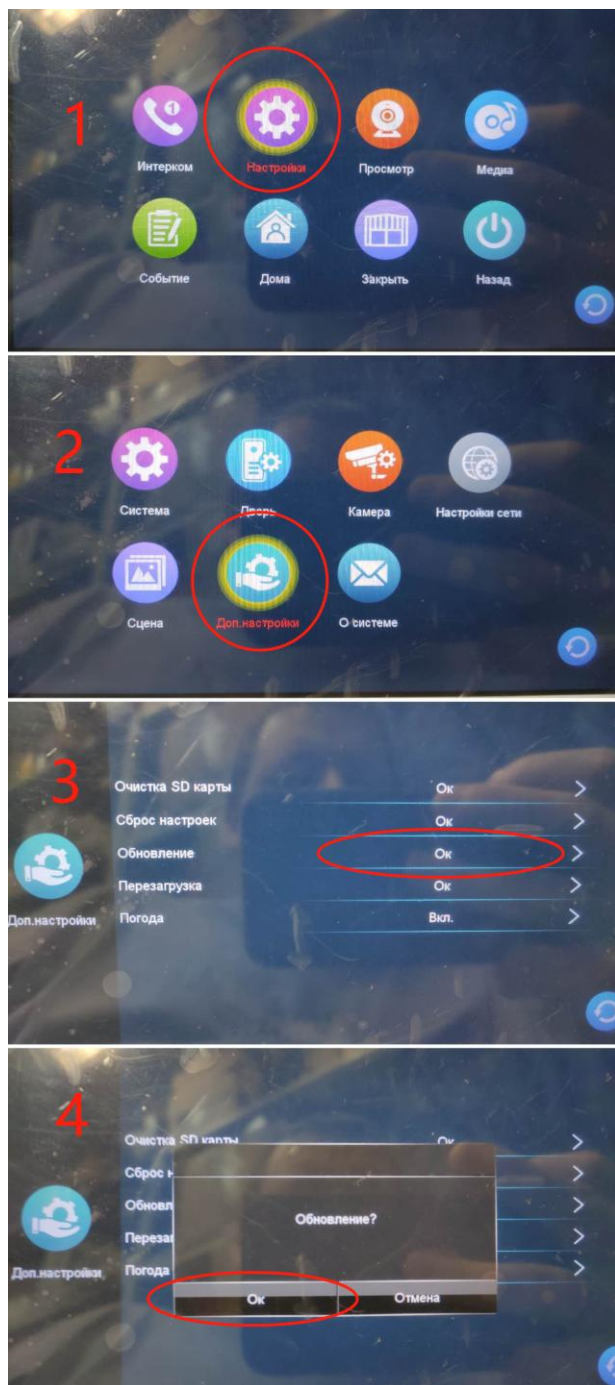 1
Интерком Настройки Просмотр Медиа
Событие Дома Закрыть Назад
2
Система Дверь Камера Настройки сети
Сцена Доп.настройки О системе
3
Очистка SD карты Ок >
Сброс настроек Ок >
Обновление Ок >
Перезагрузка Ок >
Доп.настройки
Погода Вкл. >
4
Очистка SD карты Ок >
Сброс >
Обновл >
Обновление?
Переза >
Доп.настройки
Погода >
Ок Отмена